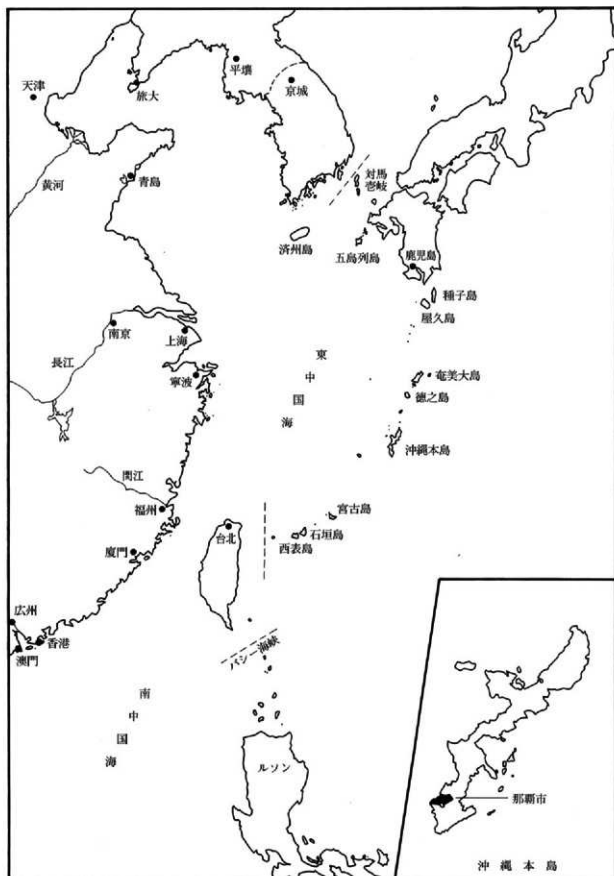 平壌
天津
旅大
京城
黄河
青島
対馬
壱岐
済州島
五島列島
鹿児島
種子島
屋久島
南京
上海
長江
寧波
東中国海
奄美大島
徳之島
沖縄本島
閩江
福州
宮古島
台北
石垣島
西表島
廈門
広州
香港
澳門
バシー海峡
南中国海
ルソン
那覇市
沖縄本島